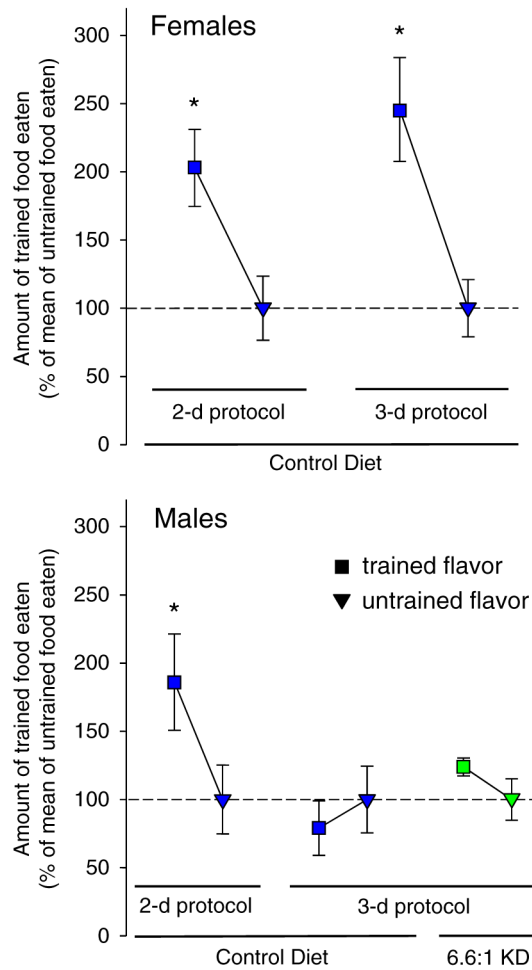 Females
Amount of trained food eaten
(% of mean of untrained food eaten)
300
250
200
150
100
50
0
*
*
2-d protocol
3-d protocol
Control Diet
Males
Amount of trained food eaten
(% of mean of untrained food eaten)
300
250
200
150
100
50
0
trained flavor
untrained flavor
*
2-d protocol
3-d protocol
Control Diet
6.6:1 KD